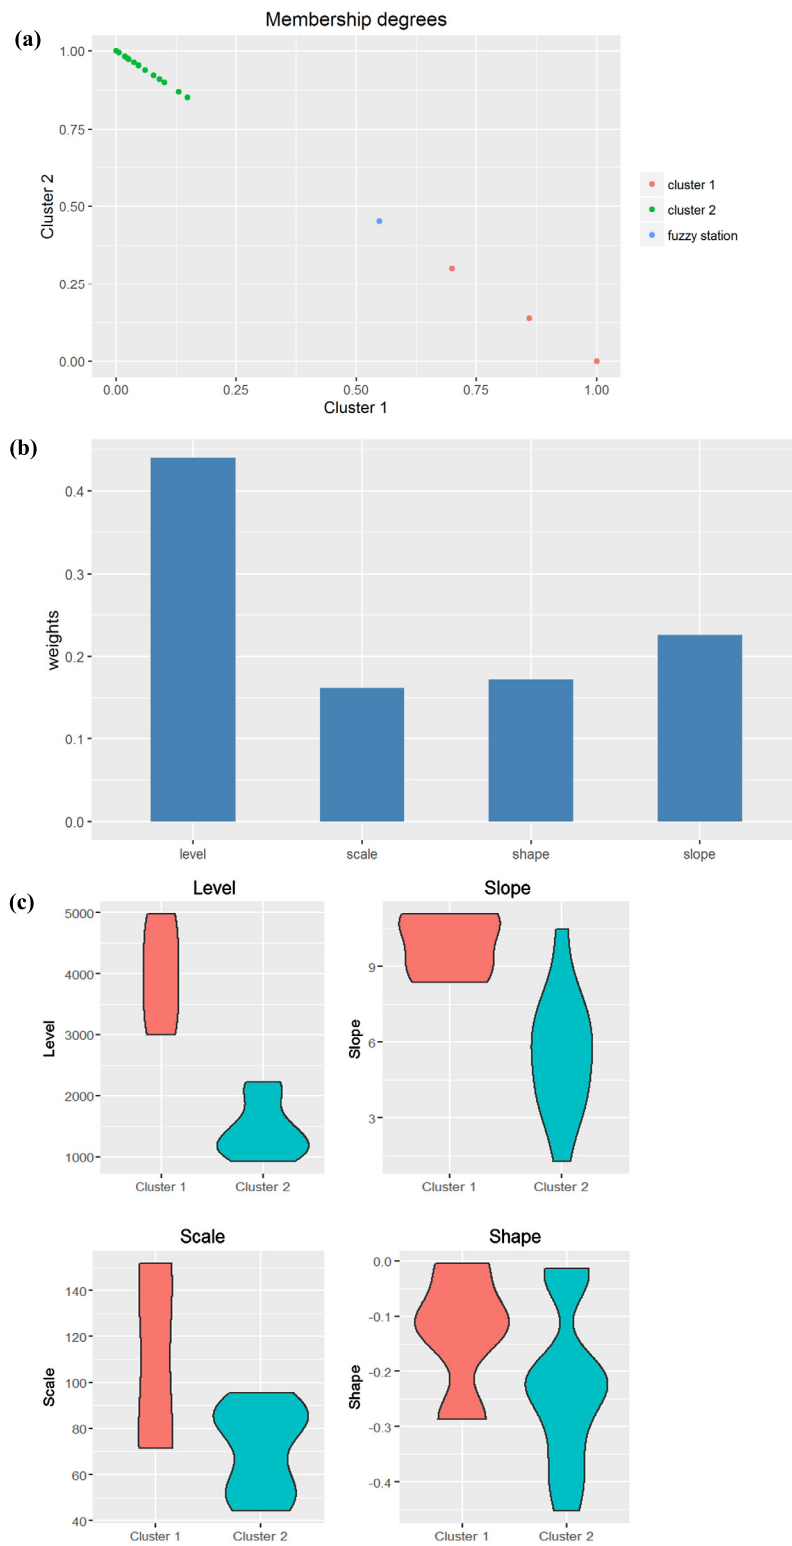 (a)
Membership degrees
1.00
0.75
0.50
0.25
0.00
Cluster 2
0.00 0.25 0.50 0.75 1.00
Cluster 1
cluster 1
cluster 2
fuzzy station
(b)
0.4
0.3
0.2
0.1
0.0
weights
level scale shape slope
(c)
Level
5000
4000
3000
2000
1000
Level
Cluster 1 Cluster 2
Slope
9
6
3
Slope
Cluster 1 Cluster 2
Scale
140
120
100
80
60
40
Scale
Cluster 1 Cluster 2
Shape
0.0
-0.1
-0.2
-0.3
-0.4
Shape
Cluster 1 Cluster 2